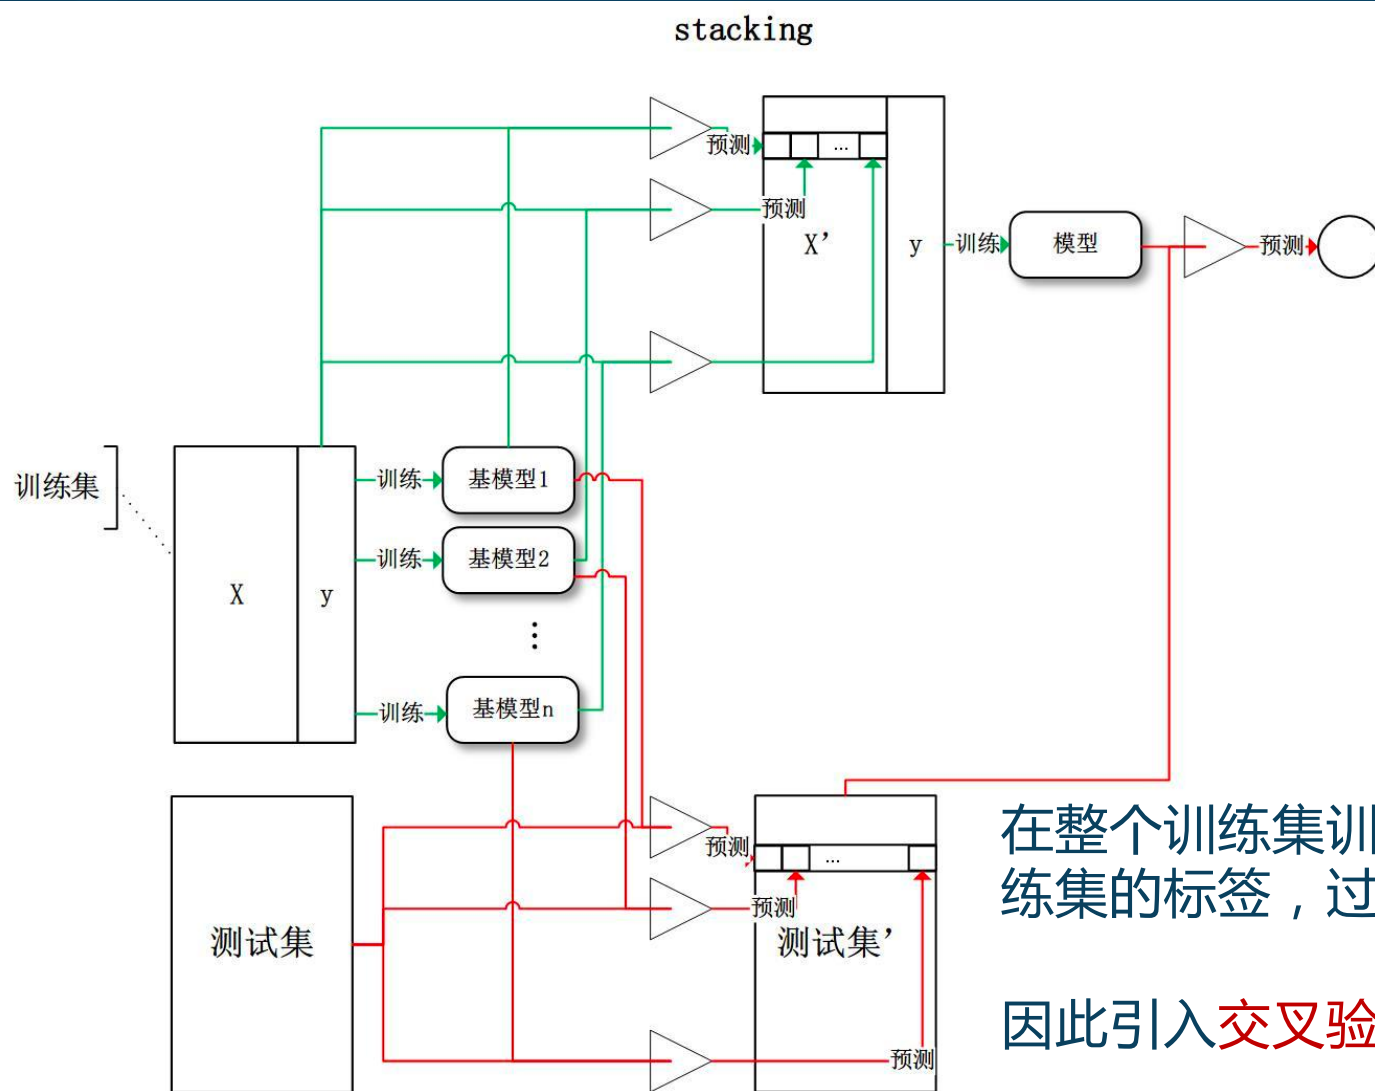 stacking
预测
...
预测
X’
y
训练
模型
预测
训练集
X
y
训练
基模型1
训练
基模型2
⋮
训练
基模型n
测试集
预测
...
预测
测试集’
预测
在整个训练集训
练集的标签，过
因此引入交叉验